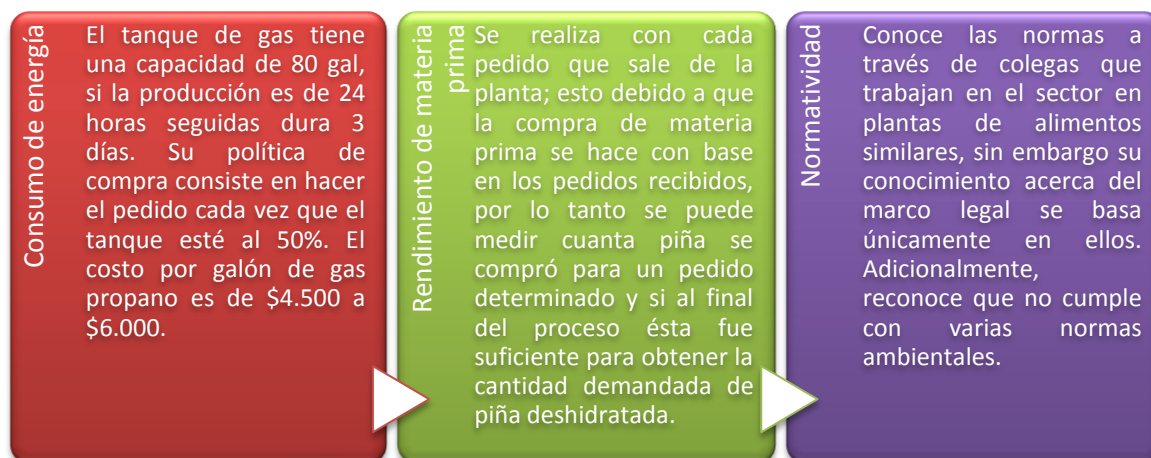 Consumo de energía
El tanque de gas tiene
una capacidad de 80 gal,
si la producción es de 24
horas seguidas dura 3
días. Su política de
compra consiste en hacer
el pedido cada vez que el
tanque esté al 50%. El
costo por galón de gas
propano es de $4.500 a
$6.000.
Rendimiento de materia
prima
Se realiza con cada
pedido que sale de la
planta; esto debido a que
la compra de materia
prima se hace con base
en los pedidos recibidos,
por lo tanto se puede
medir cuanta piña se
compró para un pedido
determinado y si al final
del proceso ésta fue
suficiente para obtener la
cantidad demandada de
piña deshidratada.
Normatividad
Conoce las normas a
través de colegas que
trabajan en el sector en
plantas de alimentos
similares, sin embargo su
conocimiento acerca del
marco legal se basa
únicamente en ellos.
Adicionalmente,
reconoce que no cumple
con varias normas
ambientales.